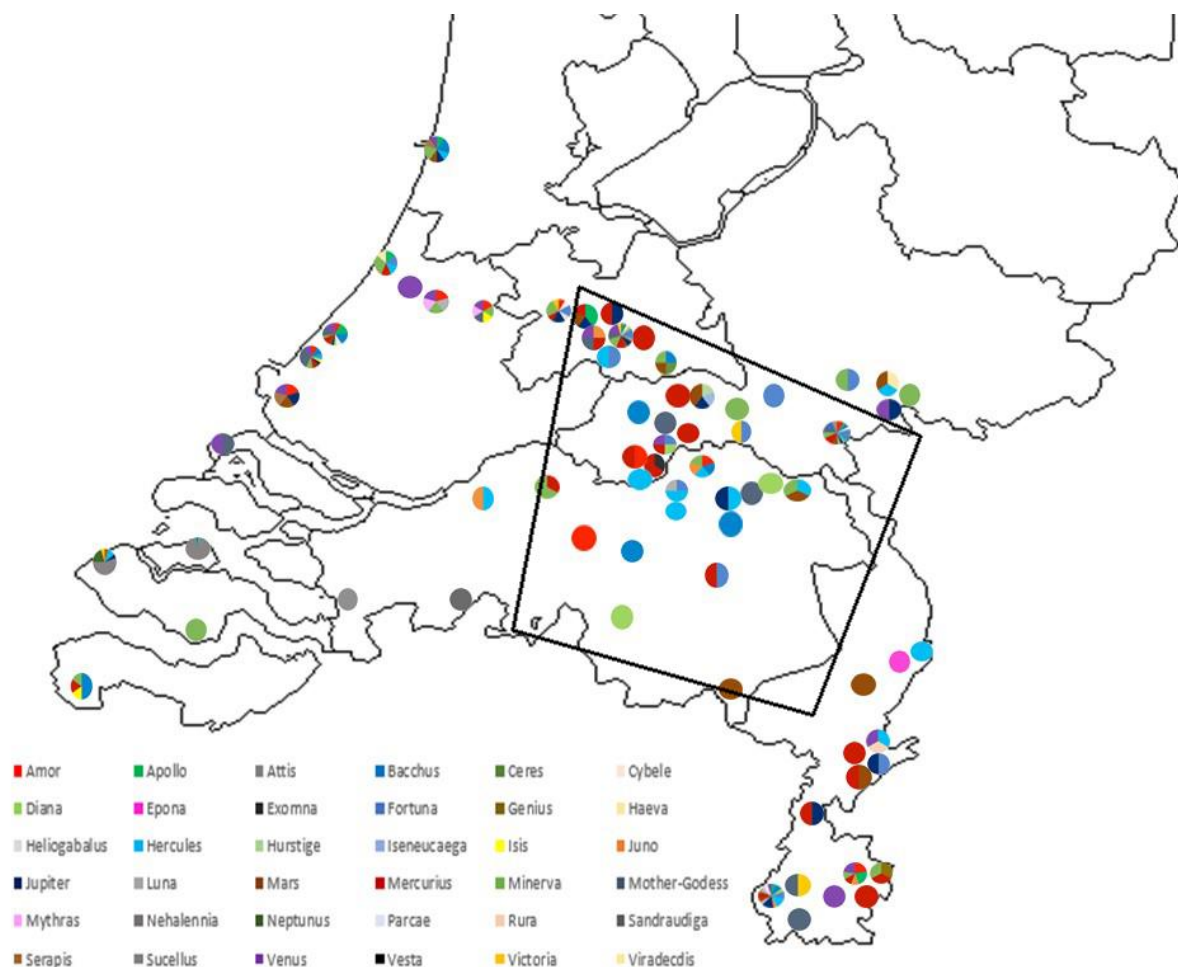 Amor Apollo Attis Bacchus Ceres Cybele
Diana Epona Exomna Fortuna Genius Haeva
Heliogabalus Hercules Hurstige Iseneucaega Isis Juno
Jupiter Luna Mars Mercurius Minerva Mother-Godess
Mythras Nehalennia Neptunus Parcae Rura Sandraudiga
Serapis Sucellus Venus Vesta Victoria Viradecdis